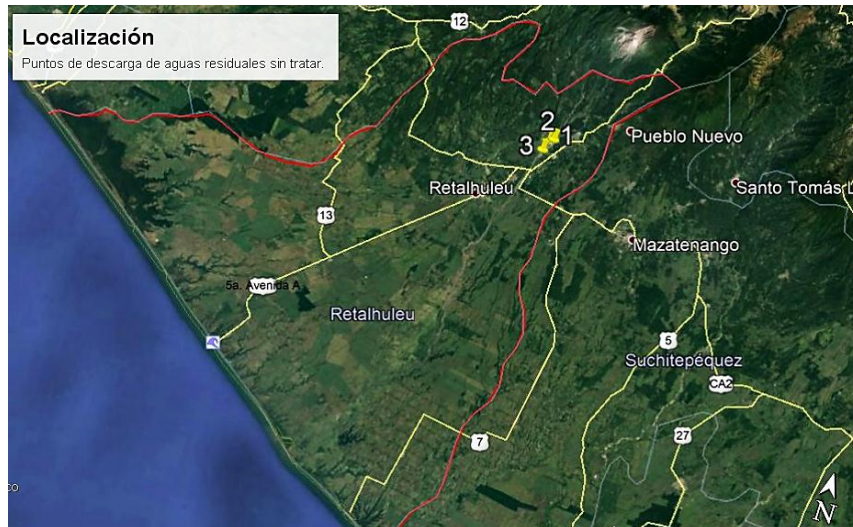 Localización
Puntos de descarga de aguas residuales sin tratar.
12
2
1
3
Pueblo Nuevo
Retalhuleu
Santo Tomás L
13
Mazatenango
5a. Avenida A
Retalhuleu
5
Suchitepéquez
CA2
7
27
co
N